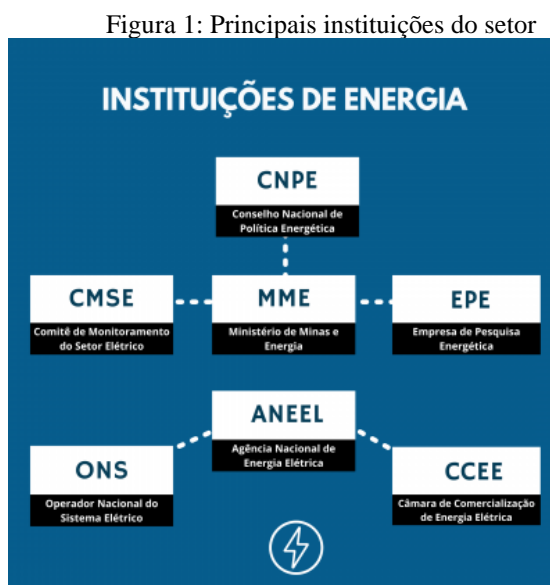 Figura 1: Principais instituições do setor
INSTITUIÇÕES DE ENERGIA
CNPE
Conselho Nacional de
Política Energética
CMSE
Comitê de Monitoramento
do Setor Elétrico
MME
Ministério de Minas e
Energia
EPE
Empresa de Pesquisa
Energética
ANEEL
Agência Nacional de
Energia Elétrica
ONS
Operador Nacional do
Sistema Elétrico
CCEE
Câmara de Comercialização
de Energia Elétrica